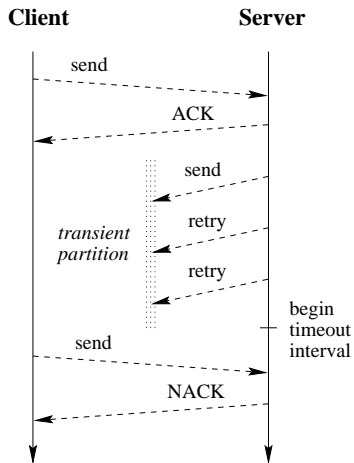 Client
Server
send
ACK
send
transient
partition
retry
retry
begin
timeout
interval
send
NACK